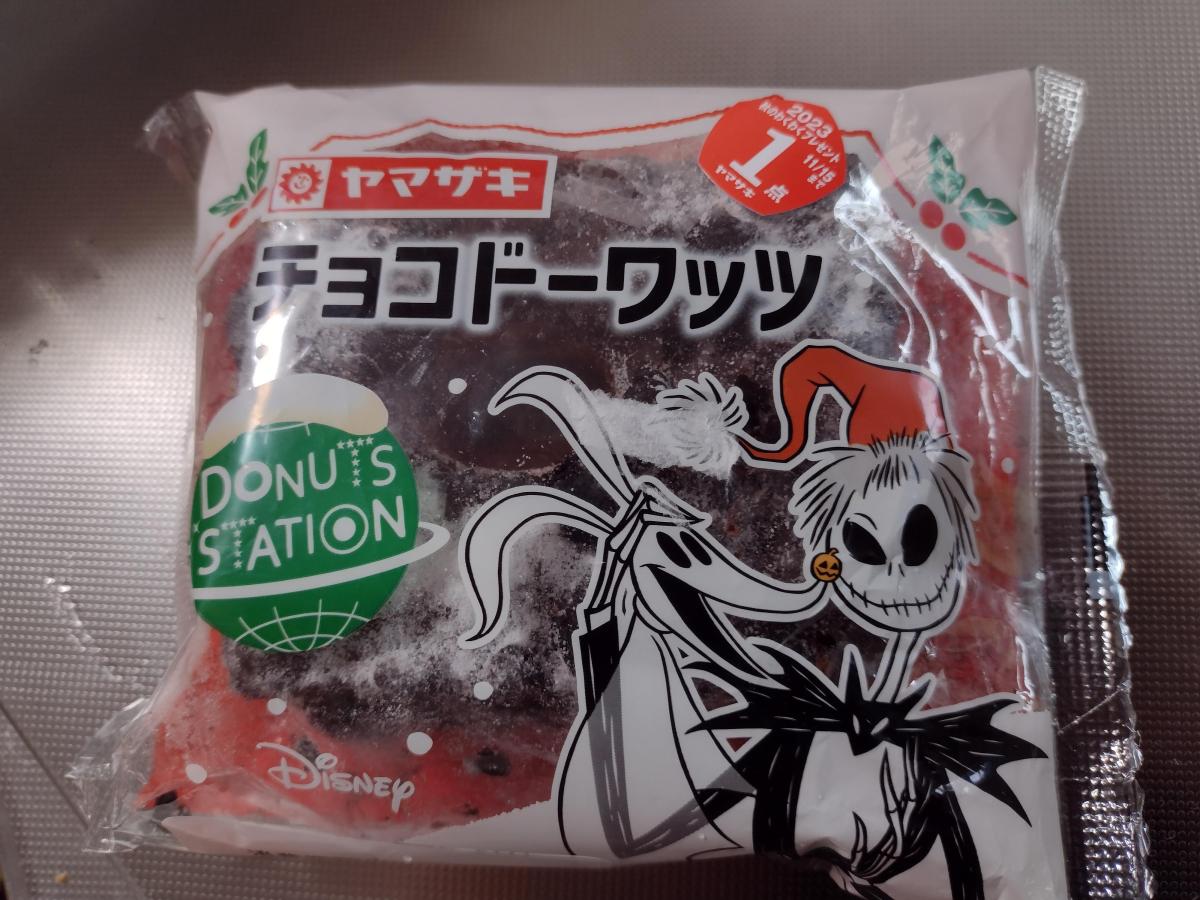 ヤマザキ
2023
秋のわくわくプレゼント
1点
11/15
まで
ヤマザキ
チョコドーワッツ
DONUTS
STATION
DISNEY